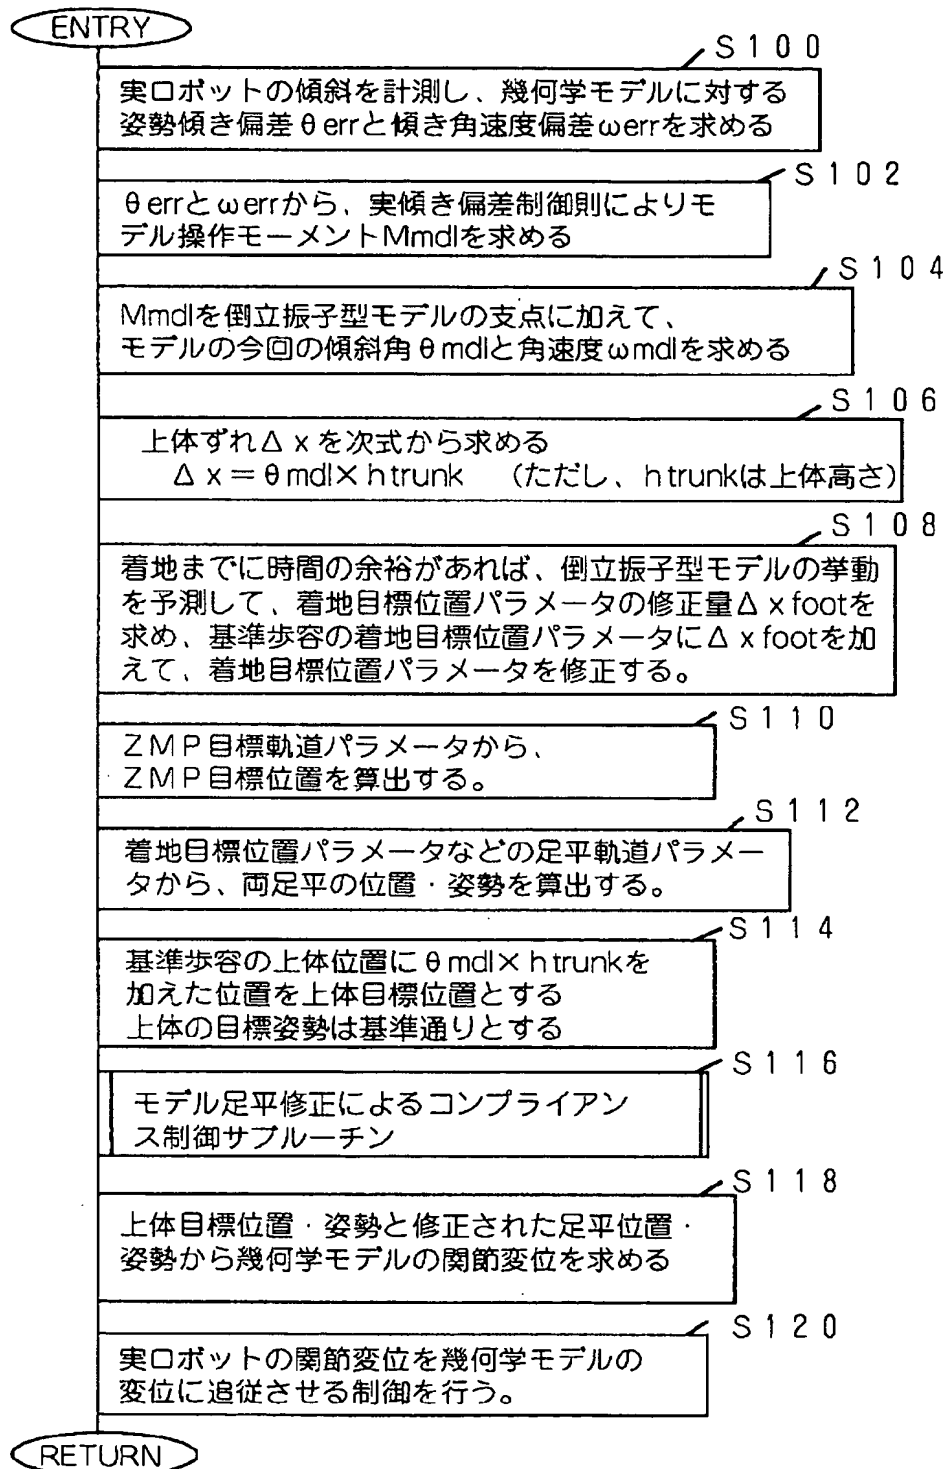 ENTRY
S100
実ロボットの傾斜を計測し、幾何学モデルに対する
姿勢傾き偏差θerrと傾き角速度偏差ωerrを求める
S102
θerrとωerrから、実傾き偏差制御則によりモ
デル操作モーメントMmdlを求める
S104
Mmdlを倒立振子型モデルの支点に加えて、
モデルの今回の傾斜角θmdlと角速度ωmdlを求める
S106
上体ずれΔxを次式から求める
Δx=θmdl×htrunk (ただし、htrunkは上体高さ)
S108
着地までに時間の余裕があれば、倒立振子型モデルの挙動
を予測して、着地目標位置パラメータの修正量Δxfootを
求め、基準歩容の着地目標位置パラメータにΔxfootを加
えて、着地目標位置パラメータを修正する。
S110
ZMP目標軌道パラメータから、
ZMP目標位置を算出する。
S112
着地目標位置パラメータなどの足平軌道パラメー
タから、両足平の位置・姿勢を算出する。
S114
基準歩容の上体位置にθmdl×htrunkを
加えた位置を上体目標位置とする
上体の目標姿勢は基準通りとする
S116
モデル足平修正によるコンプライアン
ス制御サブルーチン
S118
上体目標位置・姿勢と修正された足平位置・
姿勢から幾何学モデルの関節変位を求める
S120
実ロボットの関節変位を幾何学モデルの
変位に追従させる制御を行う。
RETURN